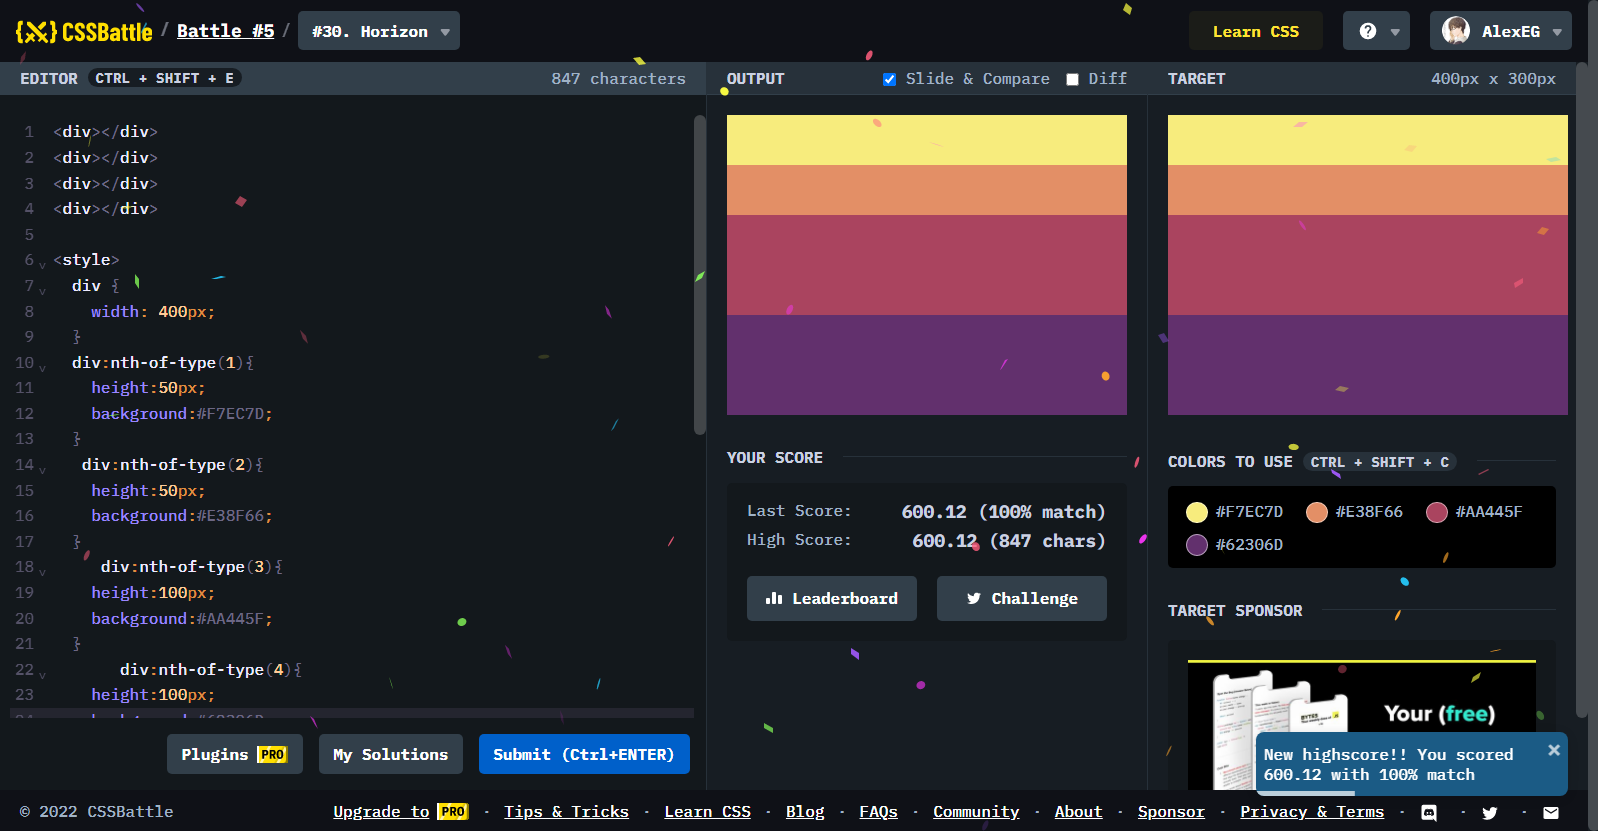 {X} CSSBattle / Battle #5 / #30. Horizon
Learn CSS
AlexEG
EDITOR CTRL + SHIFT + E 847 characters
OUTPUT Slide & Compare Diff
TARGET 400px x 300px
1 <div></div>
2 <div></div>
3 <div></div>
4 <div></div>
5
6 <style>
7 div {
8 width: 400px;
9 }
10 div:nth-of-type(1){
11 height:50px;
12 background:#F7EC7D;
13 }
14 div:nth-of-type(2){
15 height:50px;
16 background:#E38F66;
17 }
18 div:nth-of-type(3){
19 height:100px;
20 background:#AA445F;
21 }
22 div:nth-of-type(4){
23 height:100px;
Plugins PRO
My Solutions
Submit (Ctrl+ENTER)
YOUR SCORE
Last Score: 600.12 (100% match)
High Score: 600.12 (847 chars)
Leaderboard
Challenge
COLORS TO USE CTRL + SHIFT + C
#F7EC7D #E38F66 #AA445F
#62306D
TARGET SPONSOR
BYTES
Your (free)
New highscore!! You scored
600.12 with 100% match
© 2022 CSSBattle
Upgrade to PRO · Tips & Tricks · Learn CSS · Blog · FAQs · Community · About · Sponsor · Privacy & Terms